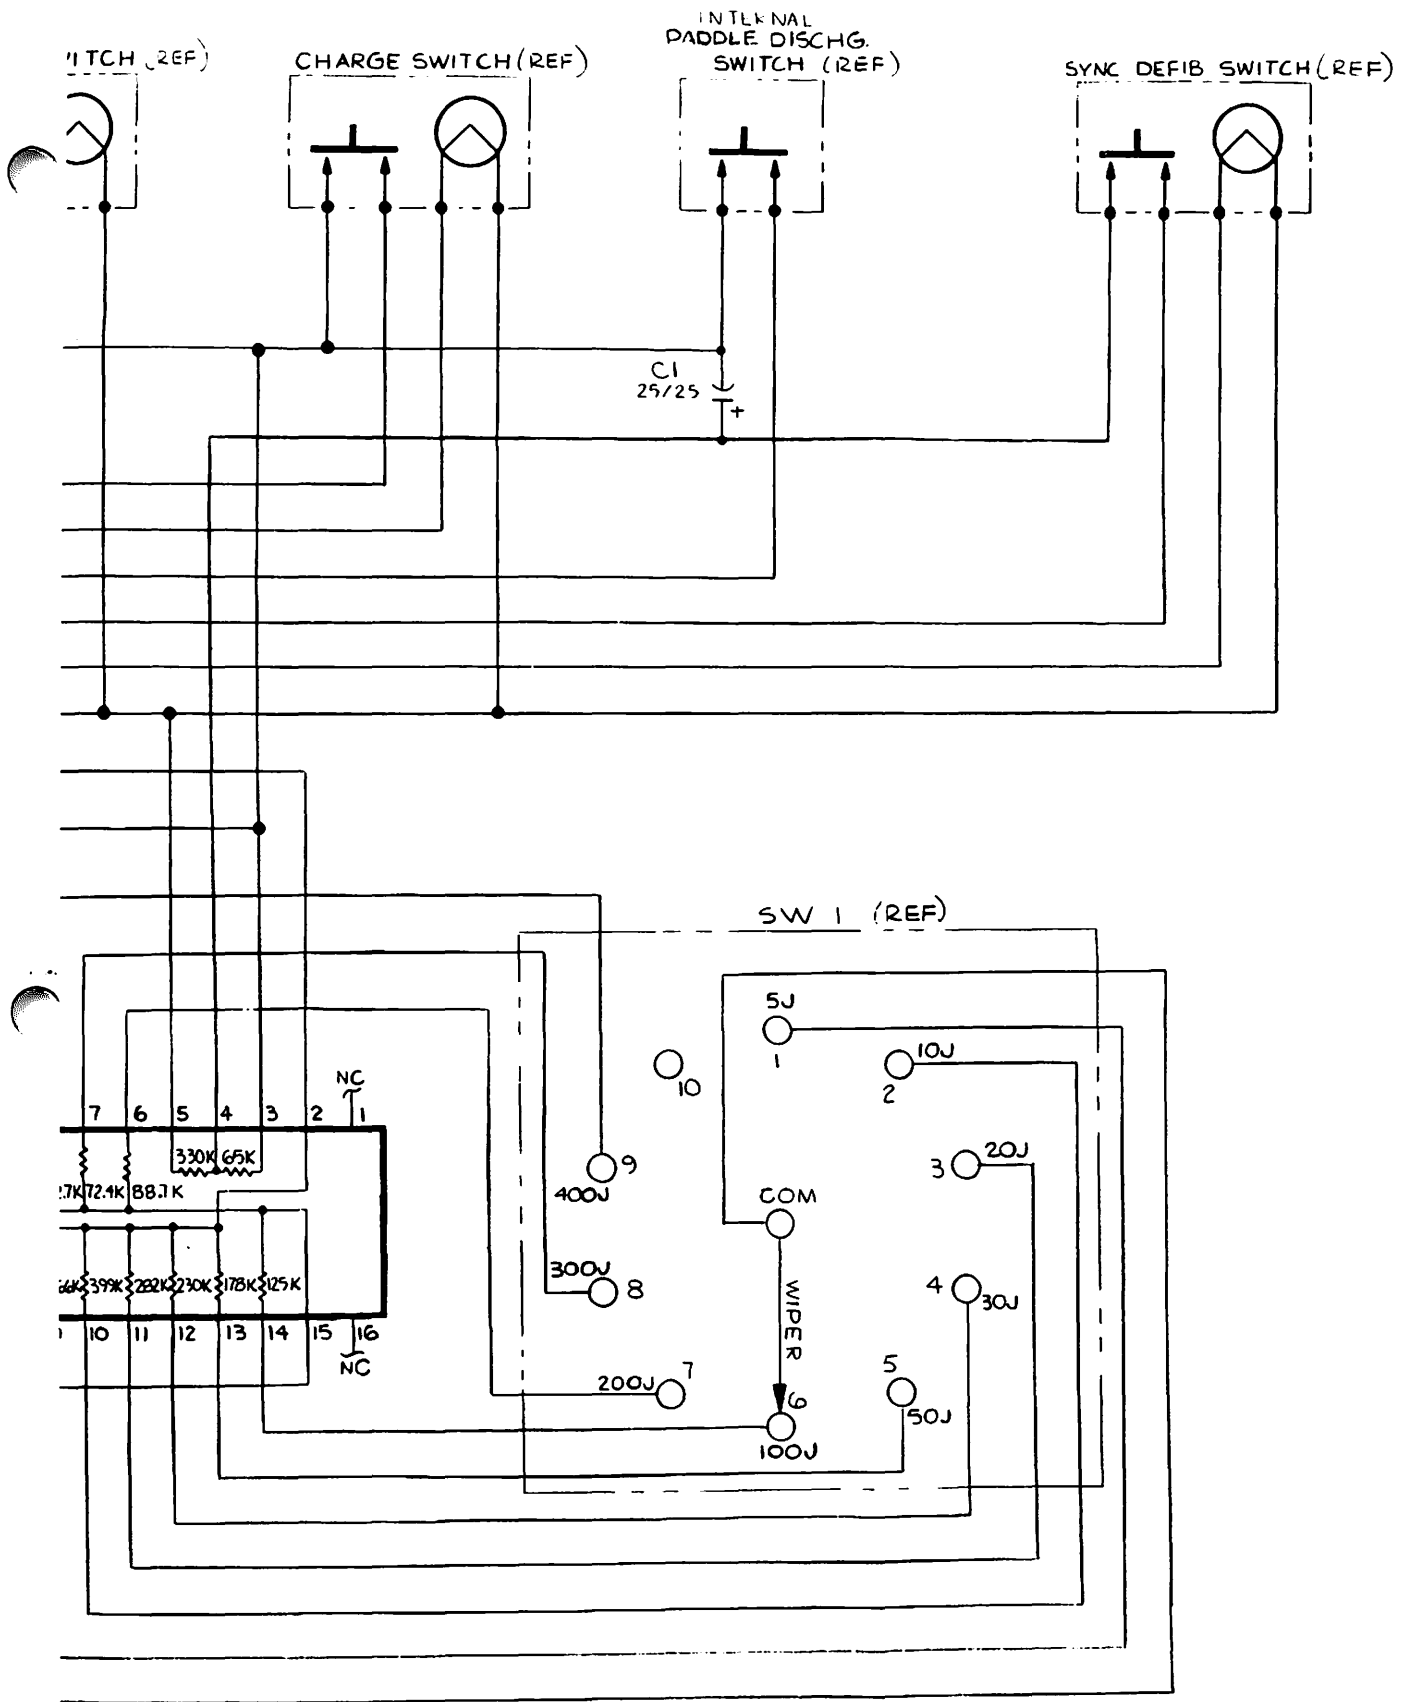 INTERNAL
PADDLE DISCHG.
SWITCH (REF)
(REF)
CHARGE SWITCH (REF)
SYNC DEFIB SWITCH (REF)
C1
25/25
+
SW 1 (REF)
5J
1
10J
2
10
20J
3
9
400J
COM
300J
8
4
30J
WIPER
7
200J
5
50J
6
100J
NC
7 6 5 4 3 2 1
330K 65K
72.4K 88.7K
399K 282K 230K 178K 125K
10 11 12 13 14 15 16
NC